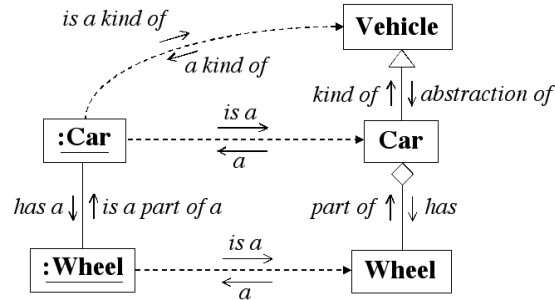 is a kind of
Vehicle
a kind of
kind of
abstraction of
is a
:Car
Car
a
has a
is a part of a
part of
has
is a
:Wheel
Wheel
a